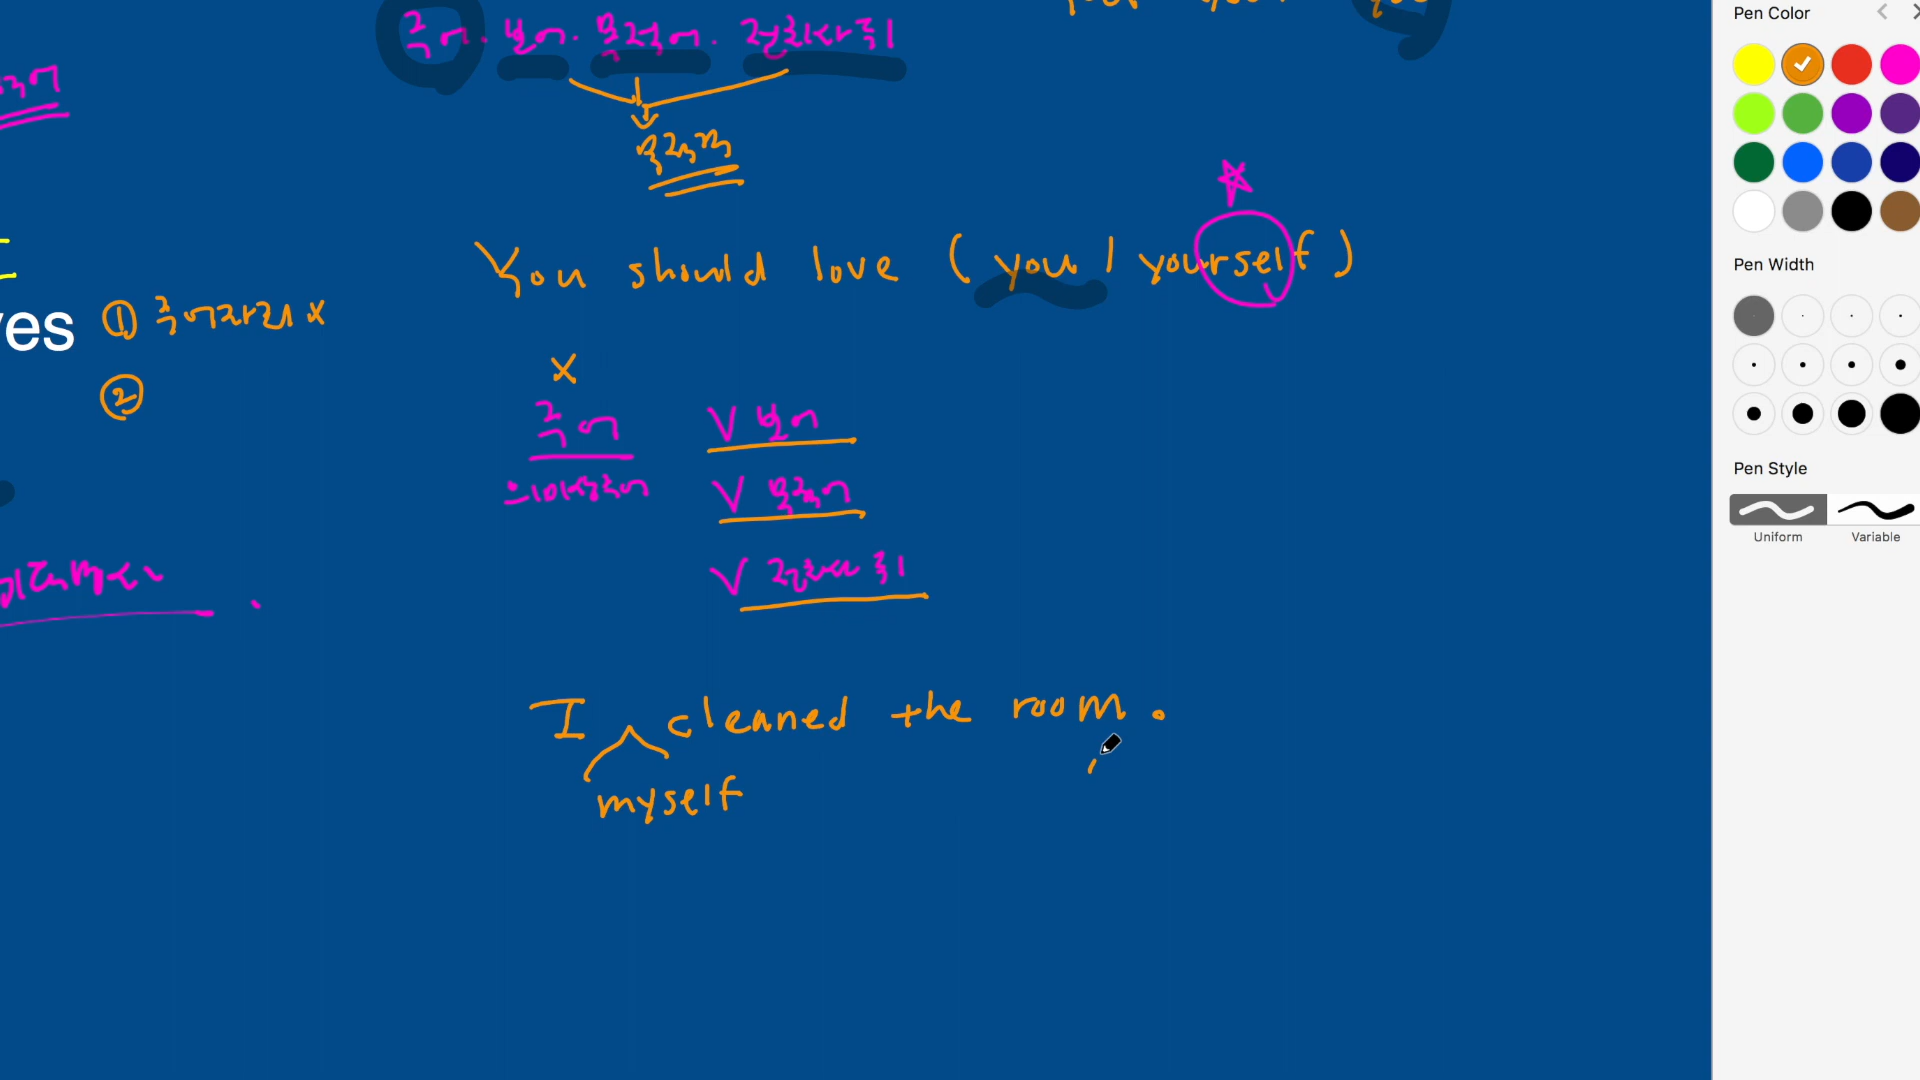 주어. 보어. 목적어. 전치사 뒤
목적격
You should love (you / yourself)
yes ① 주어자리 x
②
x
주어 V 보어
V 목적어
V 전치사 뒤
I cleaned the room.
myself
Pen Color
Pen Width
Pen Style
Uniform
Variable